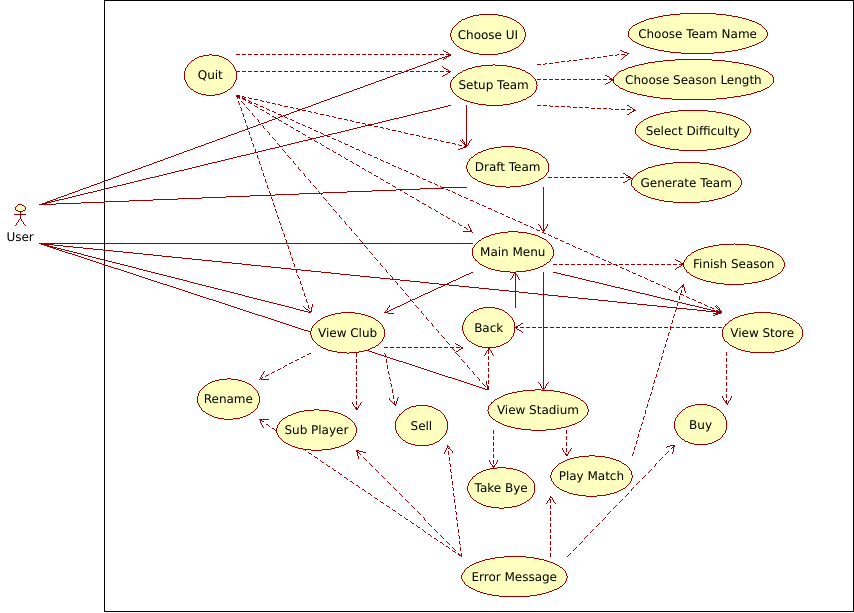 Choose UI
Choose Team Name
Quit
Setup Team
Choose Season Length
Select Difficulty
Draft Team
Generate Team
User
Main Menu
Finish Season
View Club
Back
View Store
Rename
Sub Player
Sell
View Stadium
Buy
Take Bye
Play Match
Error Message